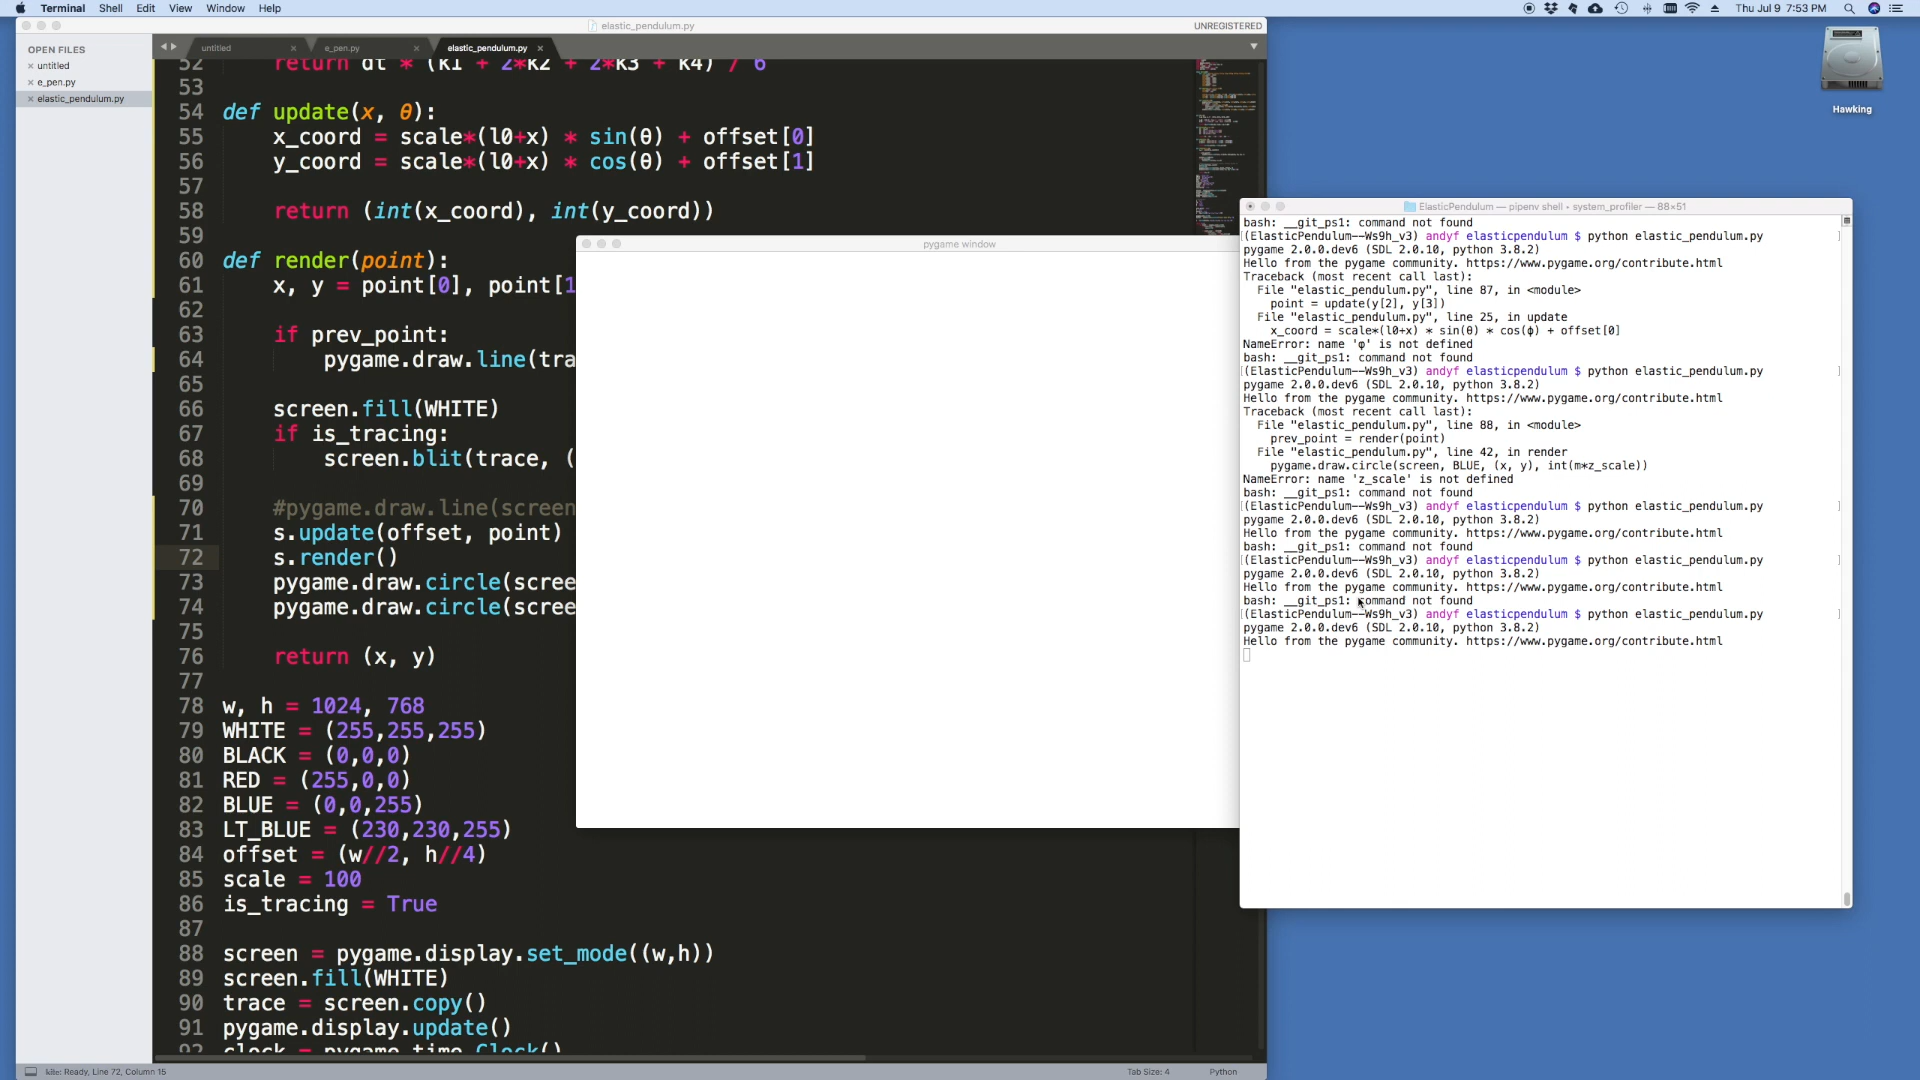 Terminal Shell Edit View Window Help
Thu Jul 9 7:53 PM
elastic_pendulum.py
UNREGISTERED
OPEN FILES
untitled
e_pen.py
elastic_pendulum.py
untitled
e_pen.py
elastic_pendulum.py
52 return dt * (k1 + 2*k2 + 2*k3 + k4) / 6
53
54 def update(x, θ):
55 x_coord = scale*(l0+x) * sin(θ) + offset[0]
56 y_coord = scale*(l0+x) * cos(θ) + offset[1]
57
58 return (int(x_coord), int(y_coord))
59
60 def render(point):
61 x, y = point[0], point[1
62
63 if prev_point:
64 pygame.draw.line(tra
65
66 screen.fill(WHITE)
67 if is_tracing:
68 screen.blit(trace, (
69
70 #pygame.draw.line(screen
71 s.update(offset, point)
72 s.render()
73 pygame.draw.circle(scree
74 pygame.draw.circle(scree
75
76 return (x, y)
77
78 w, h = 1024, 768
79 WHITE = (255,255,255)
80 BLACK = (0,0,0)
81 RED = (255,0,0)
82 BLUE = (0,0,255)
83 LT_BLUE = (230,230,255)
84 offset = (w//2, h//4)
85 scale = 100
86 is_tracing = True
87
88 screen = pygame.display.set_mode((w,h))
89 screen.fill(WHITE)
90 trace = screen.copy()
91 pygame.display.update()
92 clock = pygame.time.Clock()
kite: Ready, Line 72, Column 15
Tab Size: 4
Python
pygame window
ElasticPendulum — pipenv shell • system_profiler — 88×51
bash: __git_ps1: command not found
(ElasticPendulum--Ws9h_v3) andyf elasticpendulum $ python elastic_pendulum.py
pygame 2.0.0.dev6 (SDL 2.0.10, python 3.8.2)
Hello from the pygame community. https://www.pygame.org/contribute.html
Traceback (most recent call last):
File "elastic_pendulum.py", line 87, in <module>
point = update(y[2], y[3])
File "elastic_pendulum.py", line 25, in update
x_coord = scale*(l0+x) * sin(θ) * cos(ϕ) + offset[0]
NameError: name 'φ' is not defined
bash: __git_ps1: command not found
(ElasticPendulum--Ws9h_v3) andyf elasticpendulum $ python elastic_pendulum.py
pygame 2.0.0.dev6 (SDL 2.0.10, python 3.8.2)
Hello from the pygame community. https://www.pygame.org/contribute.html
Traceback (most recent call last):
File "elastic_pendulum.py", line 88, in <module>
prev_point = render(point)
File "elastic_pendulum.py", line 42, in render
pygame.draw.circle(screen, BLUE, (x, y), int(m*z_scale))
NameError: name 'z_scale' is not defined
bash: __git_ps1: command not found
(ElasticPendulum--Ws9h_v3) andyf elasticpendulum $ python elastic_pendulum.py
pygame 2.0.0.dev6 (SDL 2.0.10, python 3.8.2)
Hello from the pygame community. https://www.pygame.org/contribute.html
bash: __git_ps1: command not found
(ElasticPendulum--Ws9h_v3) andyf elasticpendulum $ python elastic_pendulum.py
pygame 2.0.0.dev6 (SDL 2.0.10, python 3.8.2)
Hello from the pygame community. https://www.pygame.org/contribute.html
bash: __git_ps1: command not found
(ElasticPendulum--Ws9h_v3) andyf elasticpendulum $ python elastic_pendulum.py
pygame 2.0.0.dev6 (SDL 2.0.10, python 3.8.2)
Hello from the pygame community. https://www.pygame.org/contribute.html
Hawking